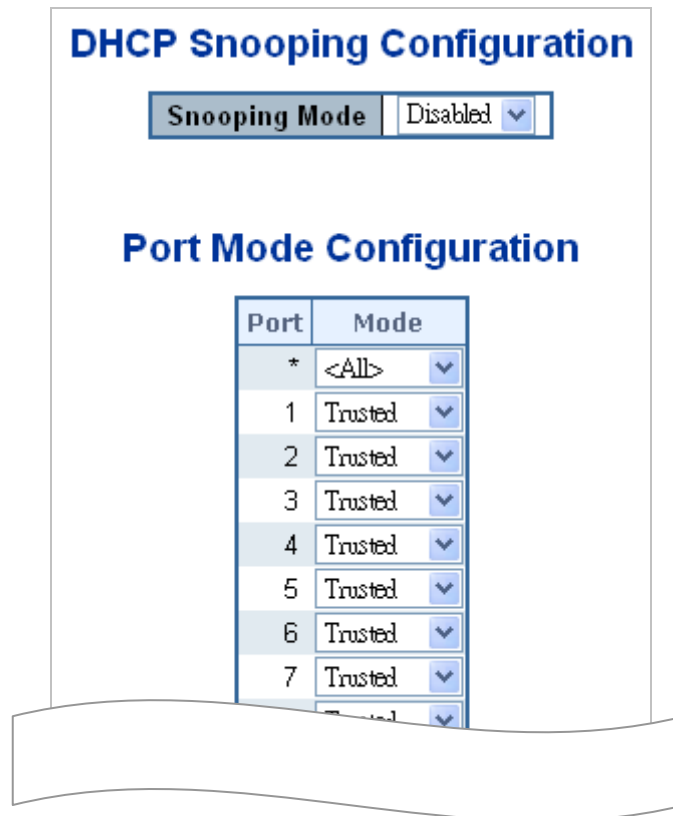 DHCP Snooping Configuration
Snooping Mode Disabled
Port Mode Configuration
Port Mode
* <All>
1 Trusted
2 Trusted
3 Trusted
4 Trusted
5 Trusted
6 Trusted
7 Trusted